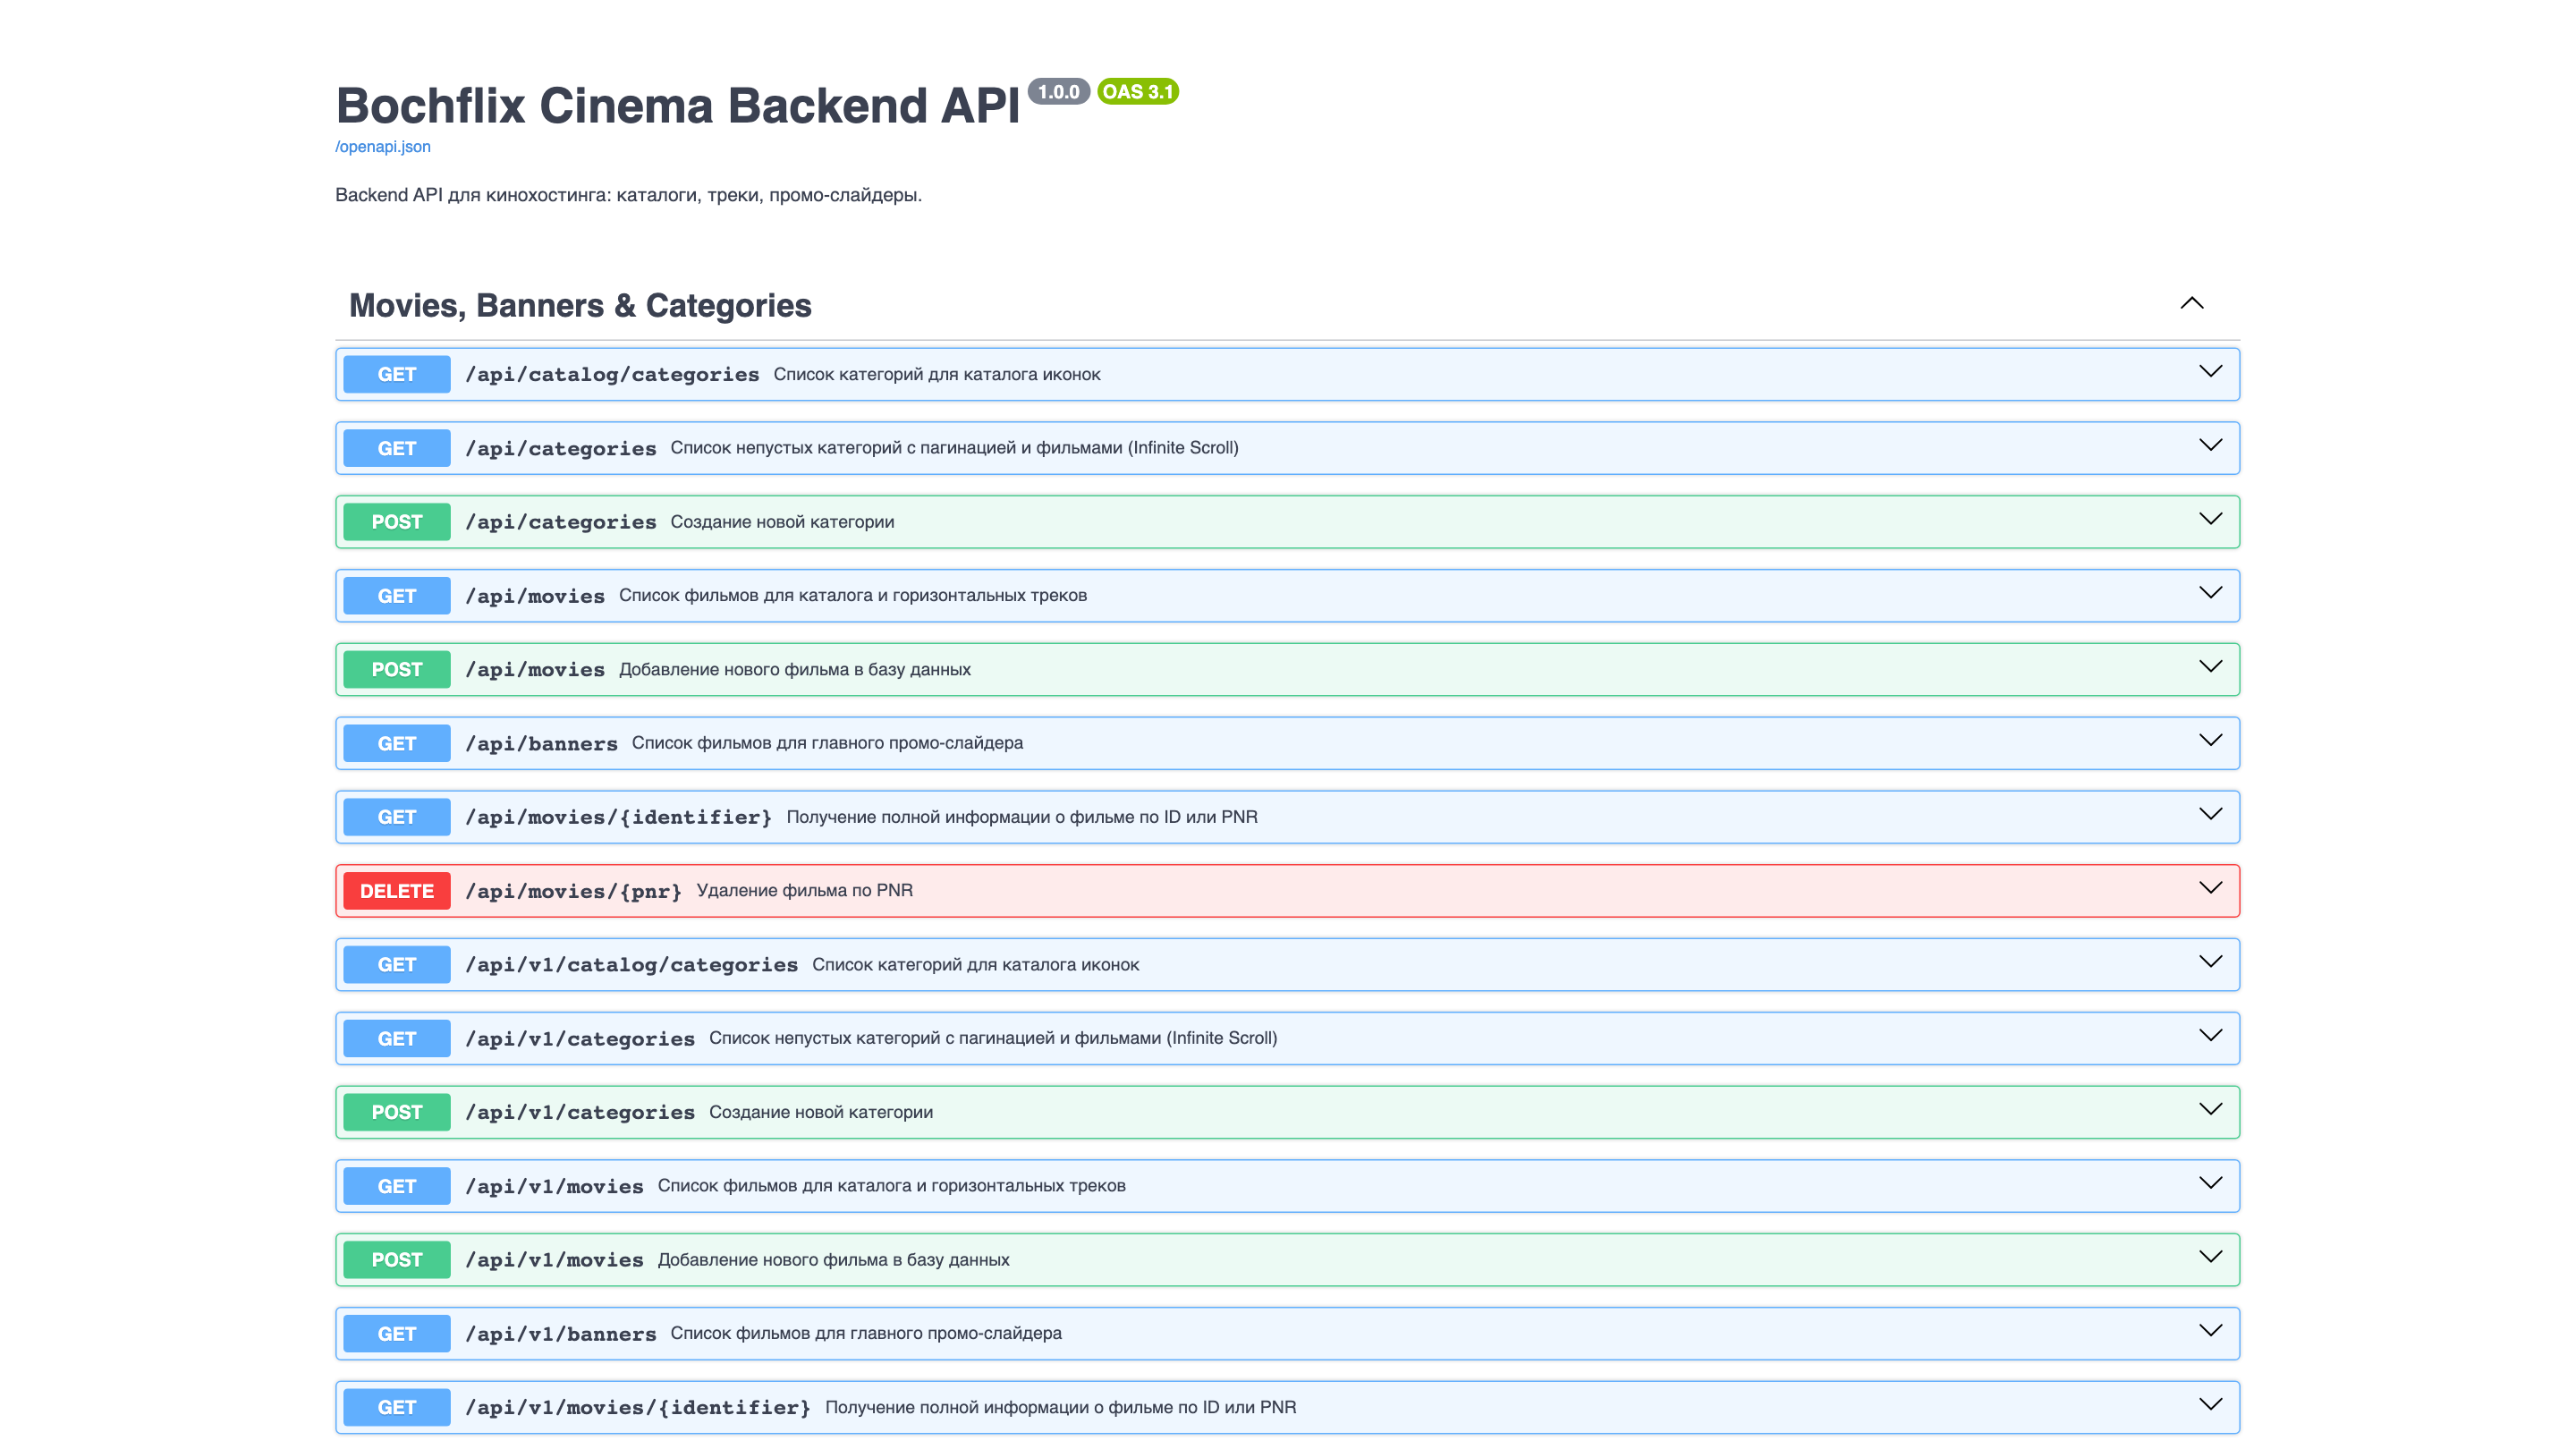 Bochflix Cinema Backend API 1.0.0 OAS 3.1
/openapi.json
Backend API для кинохостинга: каталоги, треки, промо-слайдеры.
Movies, Banners & Categories
GET /api/catalog/categories Список категорий для каталога иконок
GET /api/categories Список непустых категорий с пагинацией и фильмами (Infinite Scroll)
POST /api/categories Создание новой категории
GET /api/movies Список фильмов для каталога и горизонтальных треков
POST /api/movies Добавление нового фильма в базу данных
GET /api/banners Список фильмов для главного промо-слайдера
GET /api/movies/{identifier} Получение полной информации о фильме по ID или PNR
DELETE /api/movies/{pnr} Удаление фильма по PNR
GET /api/v1/catalog/categories Список категорий для каталога иконок
GET /api/v1/categories Список непустых категорий с пагинацией и фильмами (Infinite Scroll)
POST /api/v1/categories Создание новой категории
GET /api/v1/movies Список фильмов для каталога и горизонтальных треков
POST /api/v1/movies Добавление нового фильма в базу данных
GET /api/v1/banners Список фильмов для главного промо-слайдера
GET /api/v1/movies/{identifier} Получение полной информации о фильме по ID или PNR